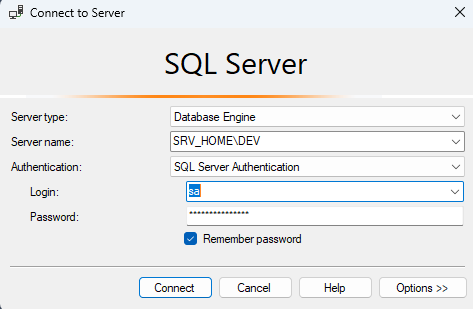 Connect to Server
SQL Server
Server type: Database Engine
Server name: SRV_HOME\DEV
Authentication: SQL Server Authentication
Login: sa
Password: ***************
Remember password
Connect Cancel Help Options >>